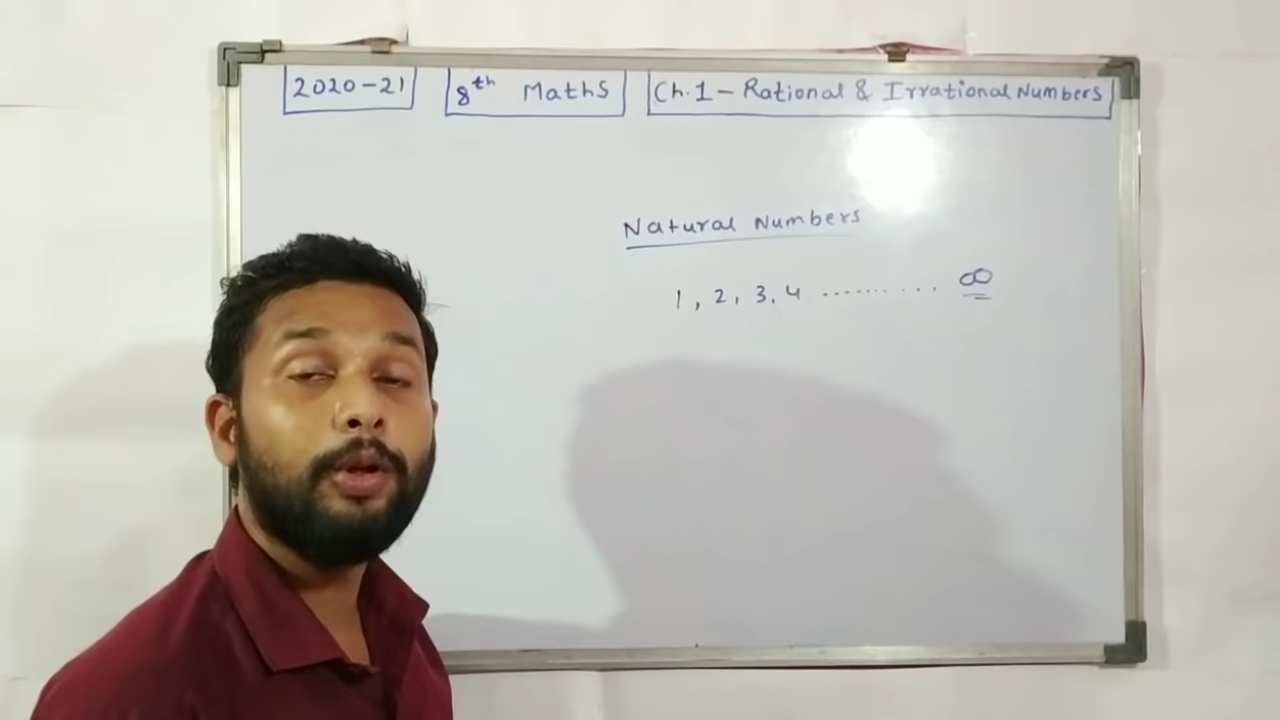 2020-21 8th Maths Ch.1 - Rational & Irrational Numbers
Natural Numbers
1, 2, 3, 4 .......... ∞